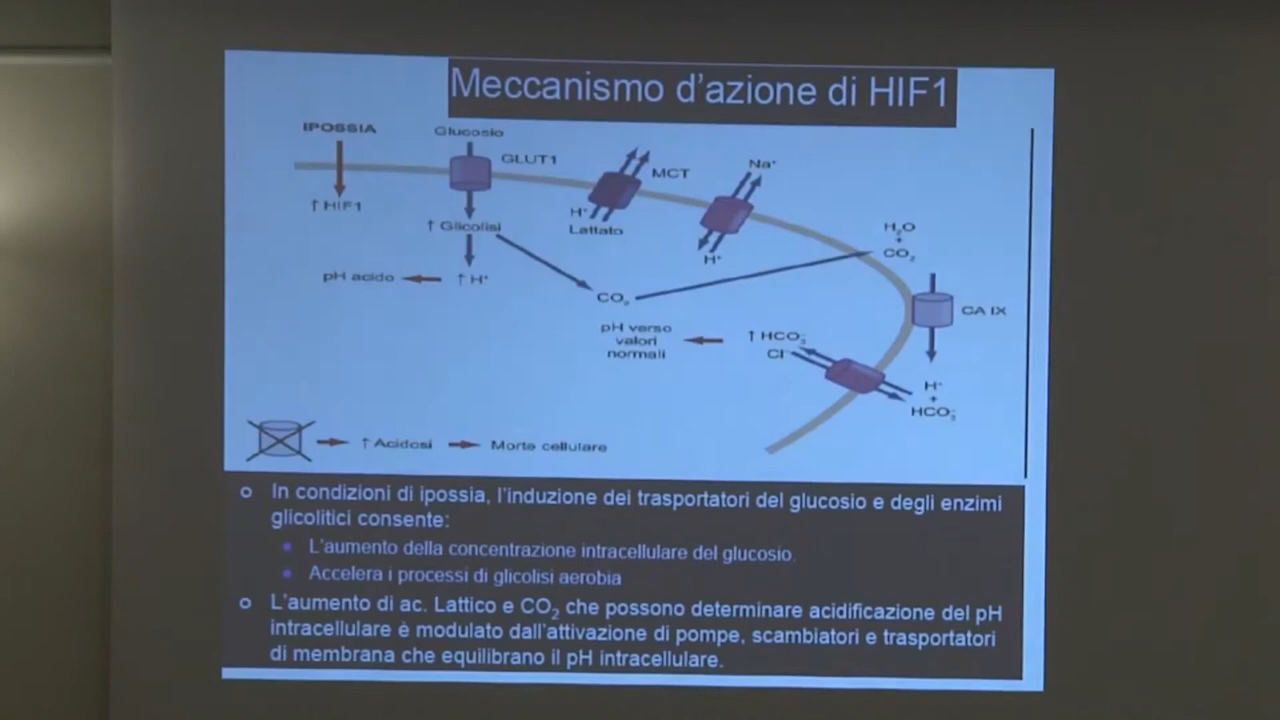 Meccanismo d'azione di HIF1
IPOSSIA
Glucosio
GLUT1
MCT
Na⁺
↑ HIF1
↑ Glicolisi
H⁺
Lattato
H⁺
H₂O
+
CO₂
pH acido
↑ H⁺
CO₂
CA IX
pH verso
valori
normali
↑ HCO₃⁻
Cl⁻
H⁺
+
HCO₃⁻
↑ Acidosi
Morte cellulare
In condizioni di ipossia, l'induzione dei trasportatori del glucosio e degli enzimi
glicolitici consente:
L'aumento della concentrazione intracellulare del glucosio.
Accelera i processi di glicolisi aerobia
L'aumento di ac. Lattico e CO₂ che possono determinare acidificazione del pH
intracellulare è modulato dall'attivazione di pompe, scambiatori e trasportatori
di membrana che equilibrano il pH intracellulare.